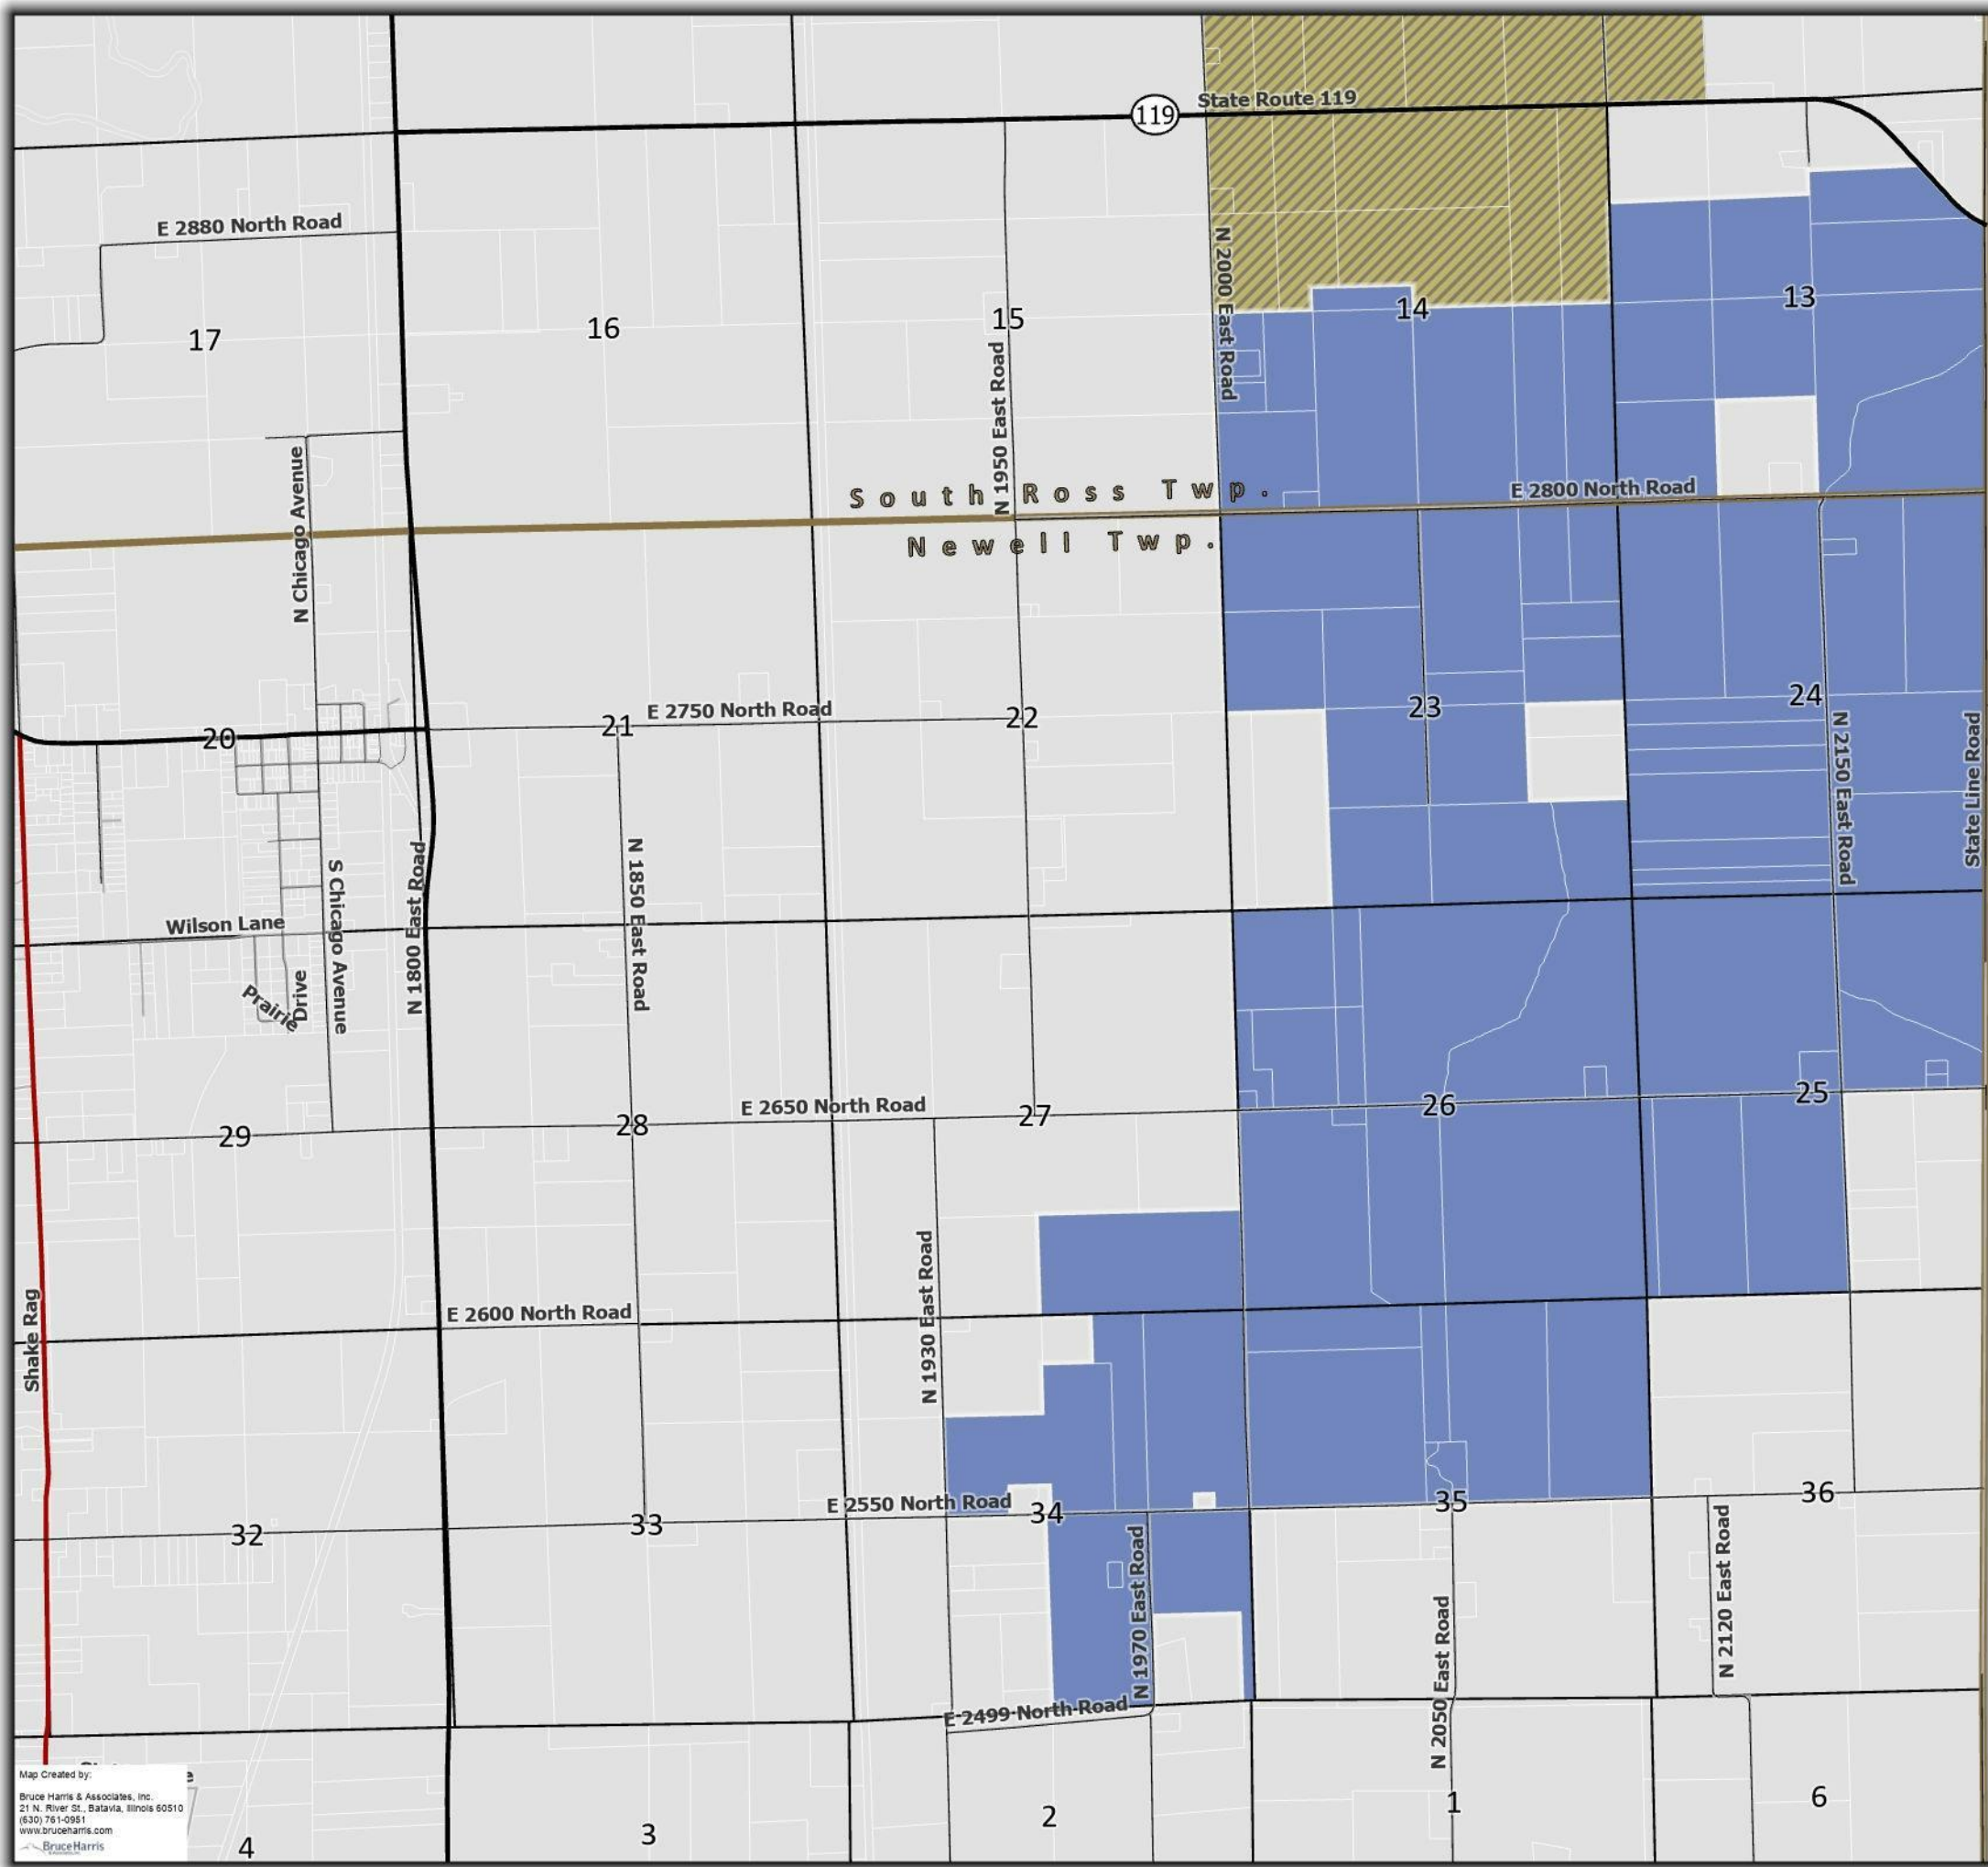 State Route 119
119
E 2880 North Road
N 2000 East Road
17
16
15
14
13
N 1950 East Road
N Chicago Avenue
South Ross Twp.
E 2800 North Road
Newell Twp.
20
21
E 2750 North Road
22
23
24
N 2150 East Road
State Line Road
N 1850 East Road
S Chicago Avenue
N 1800 East Road
Wilson Lane
Prairie
Drive
29
28
E 2650 North Road
27
26
25
N 1930 East Road
Shake Rag
E 2600 North Road
32
33
E 2550 North Road
34
35
36
N 1970 East Road
N 2120 East Road
N 2050 East Road
E 2499 North Road
Map Created by:
Bruce Harris & Associates, Inc.
21 N. River St., Batavia, Illinois 60510
(630) 761-0951
www.bruceharris.com
BruceHarris
4
3
2
1
6